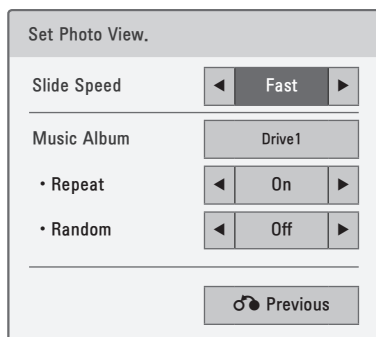 Set Photo View.
Slide Speed ◀ Fast ▶
Music Album Drive1
• Repeat ◀ On ▶
• Random ◀ Off ▶
Previous